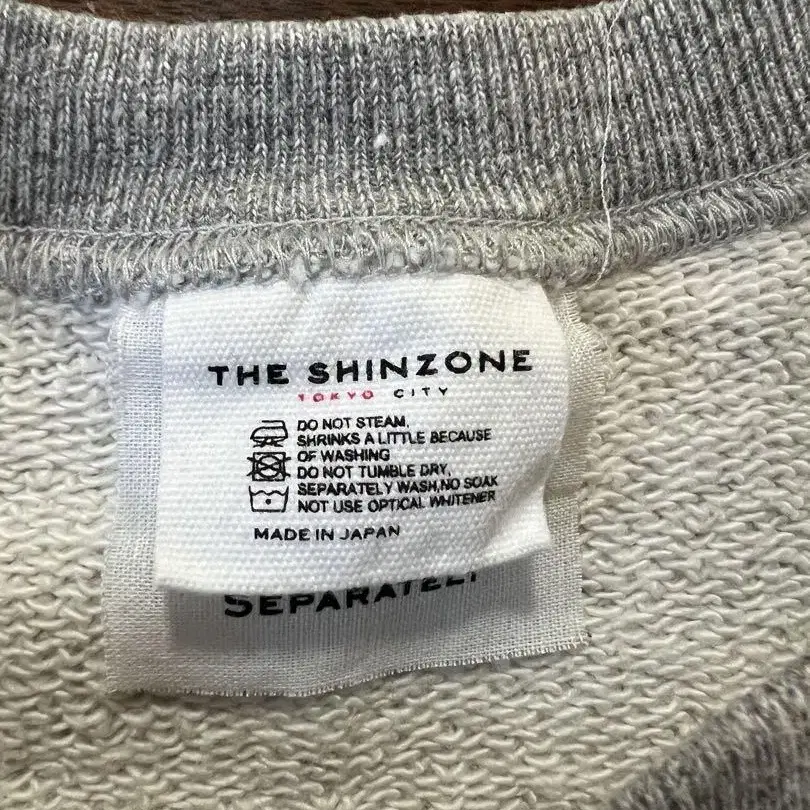 THE SHINZONE
TOKYO CITY
DO NOT STEAM,
SHRINKS A LITTLE BECAUSE
OF WASHING
DO NOT TUMBLE DRY,
SEPARATELY WASH,NO SOAK
NOT USE OPTICAL WHITENER
MADE IN JAPAN
SEPARATELY